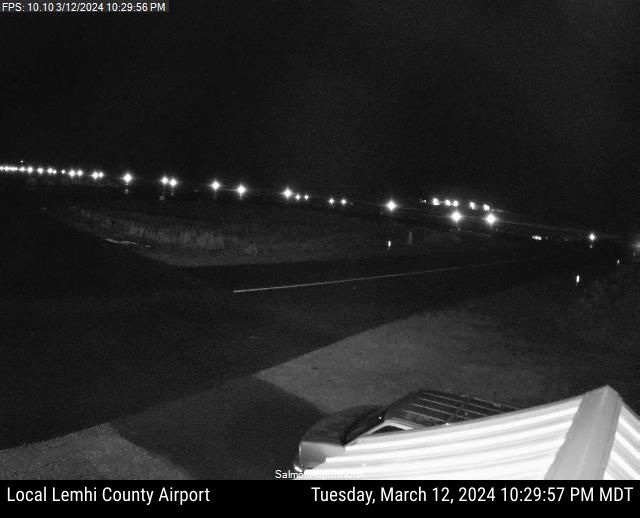 FPS: 10.10 3/12/2024 10:29:56 PM
Local Lemhi County Airport
Tuesday, March 12, 2024 10:29:57 PM MDT